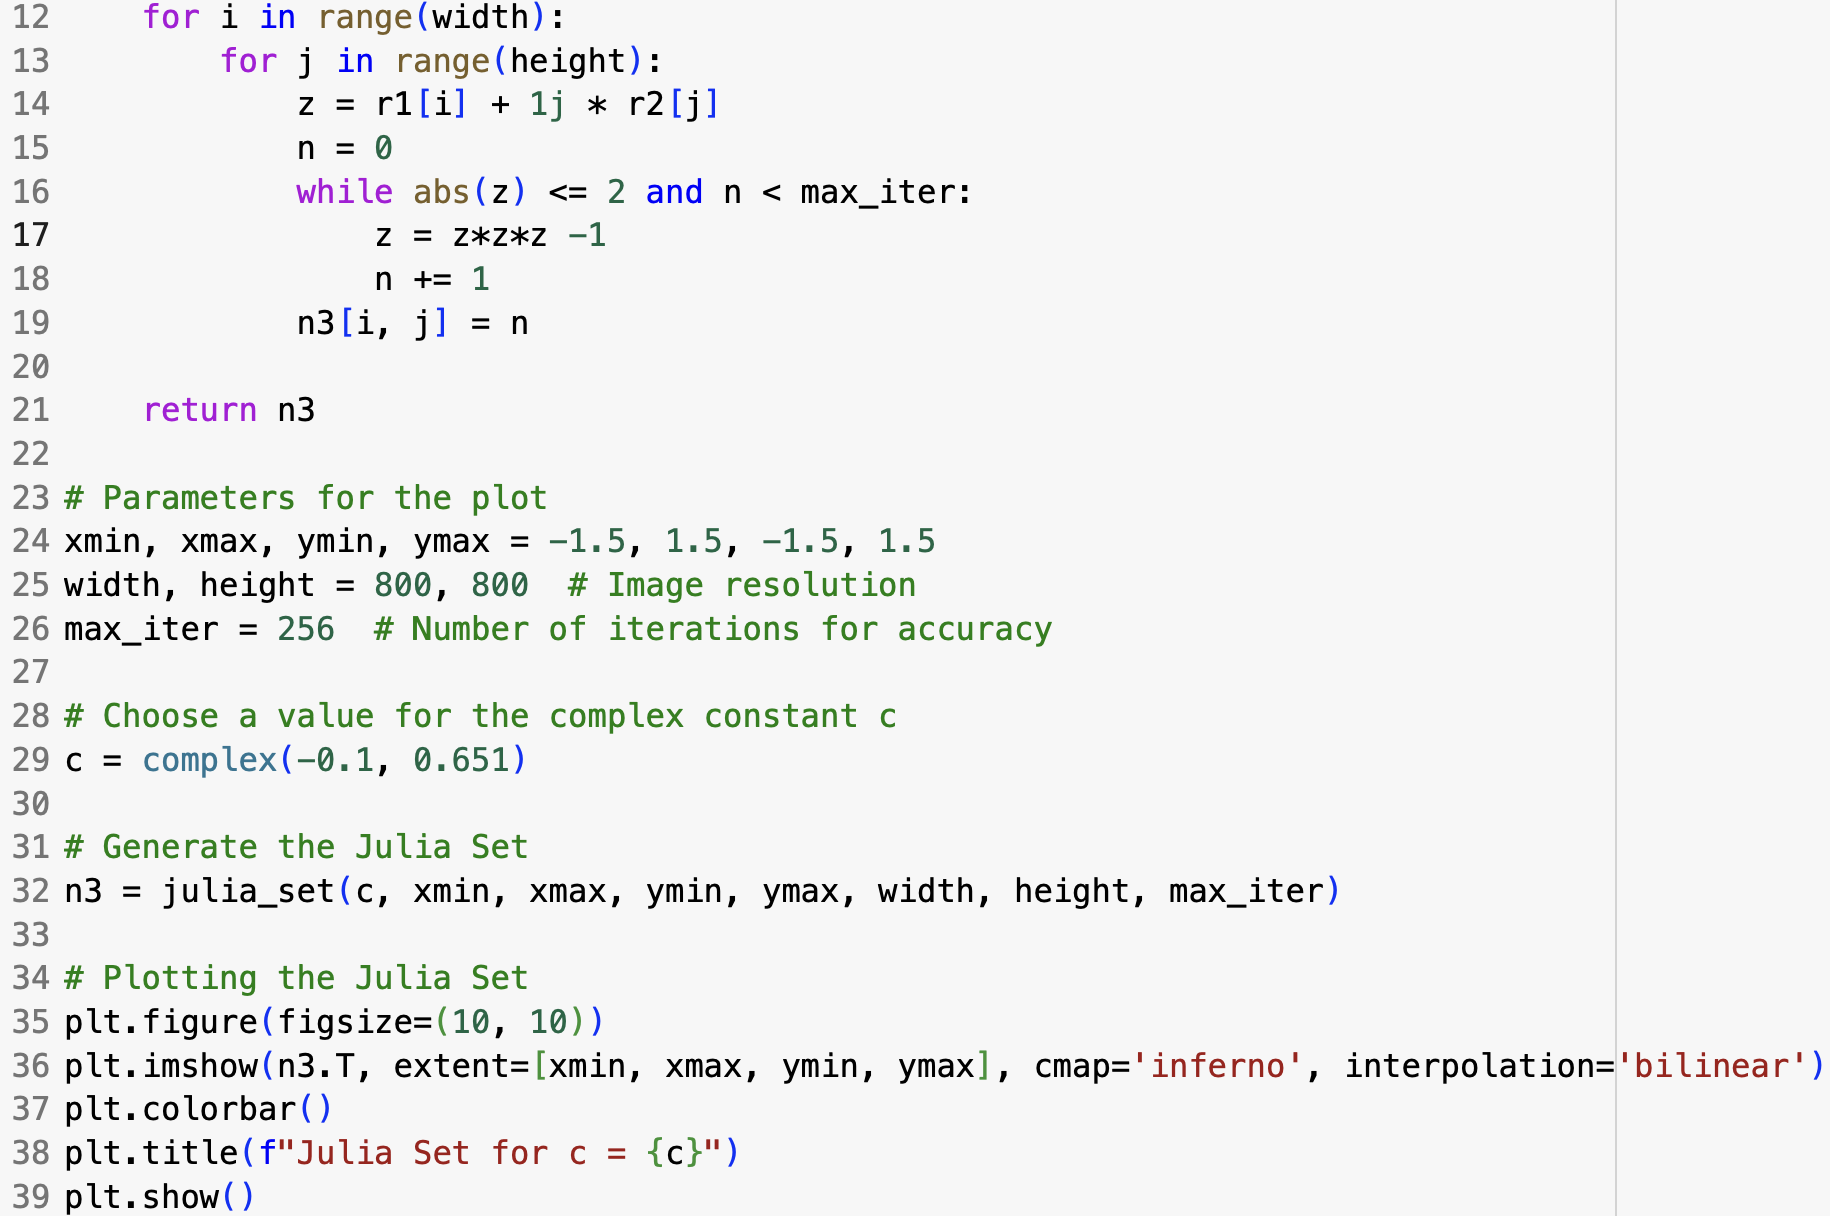 12     for i in range(width):
13         for j in range(height):
14             z = r1[i] + 1j * r2[j]
15             n = 0
16             while abs(z) <= 2 and n < max_iter:
17                 z = z*z*z -1
18                 n += 1
19             n3[i, j] = n
20
21     return n3
22
23 # Parameters for the plot
24 xmin, xmax, ymin, ymax = -1.5, 1.5, -1.5, 1.5
25 width, height = 800, 800  # Image resolution
26 max_iter = 256  # Number of iterations for accuracy
27
28 # Choose a value for the complex constant c
29 c = complex(-0.1, 0.651)
30
31 # Generate the Julia Set
32 n3 = julia_set(c, xmin, xmax, ymin, ymax, width, height, max_iter)
33
34 # Plotting the Julia Set
35 plt.figure(figsize=(10, 10))
36 plt.imshow(n3.T, extent=[xmin, xmax, ymin, ymax], cmap='inferno', interpolation='bilinear')
37 plt.colorbar()
38 plt.title(f"Julia Set for c = {c}")
39 plt.show()